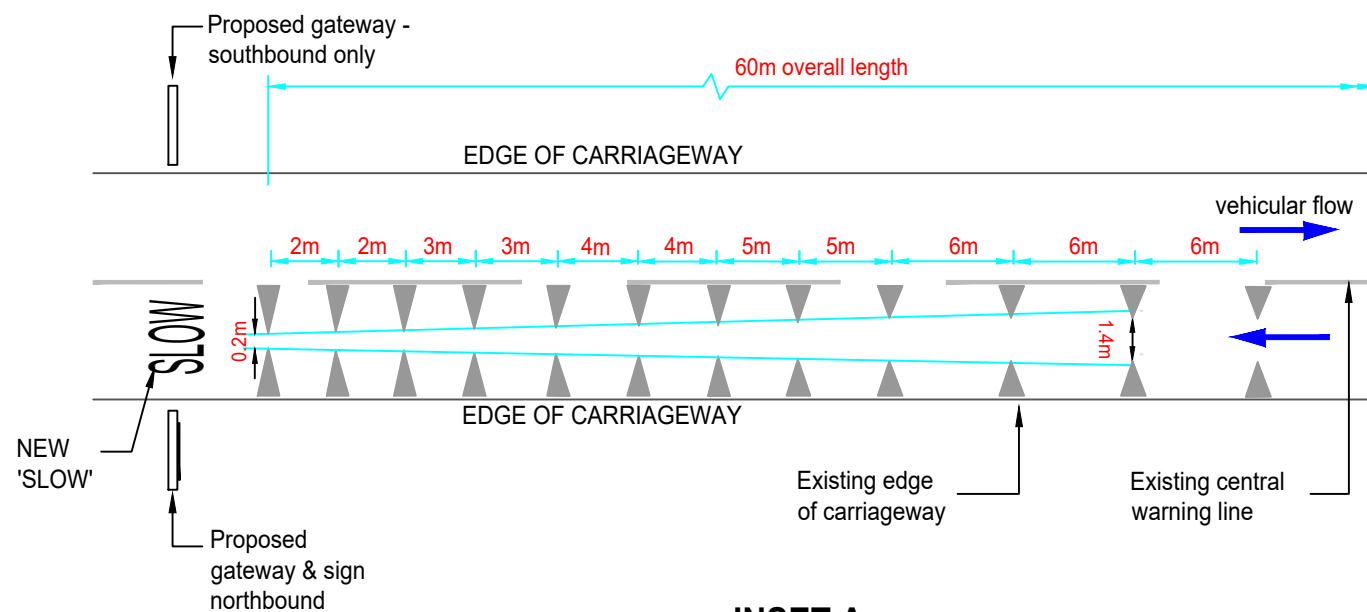 Proposed gateway -
southbound only
60m overall length
EDGE OF CARRIAGEWAY
vehicular flow
2m 2m 3m 3m 4m 4m 5m 5m 6m 6m 6m
SLOW
0.2m
1.4m
EDGE OF CARRIAGEWAY
NEW
'SLOW'
Existing edge
of carriageway
Existing central
warning line
Proposed
gateway & sign
northbound